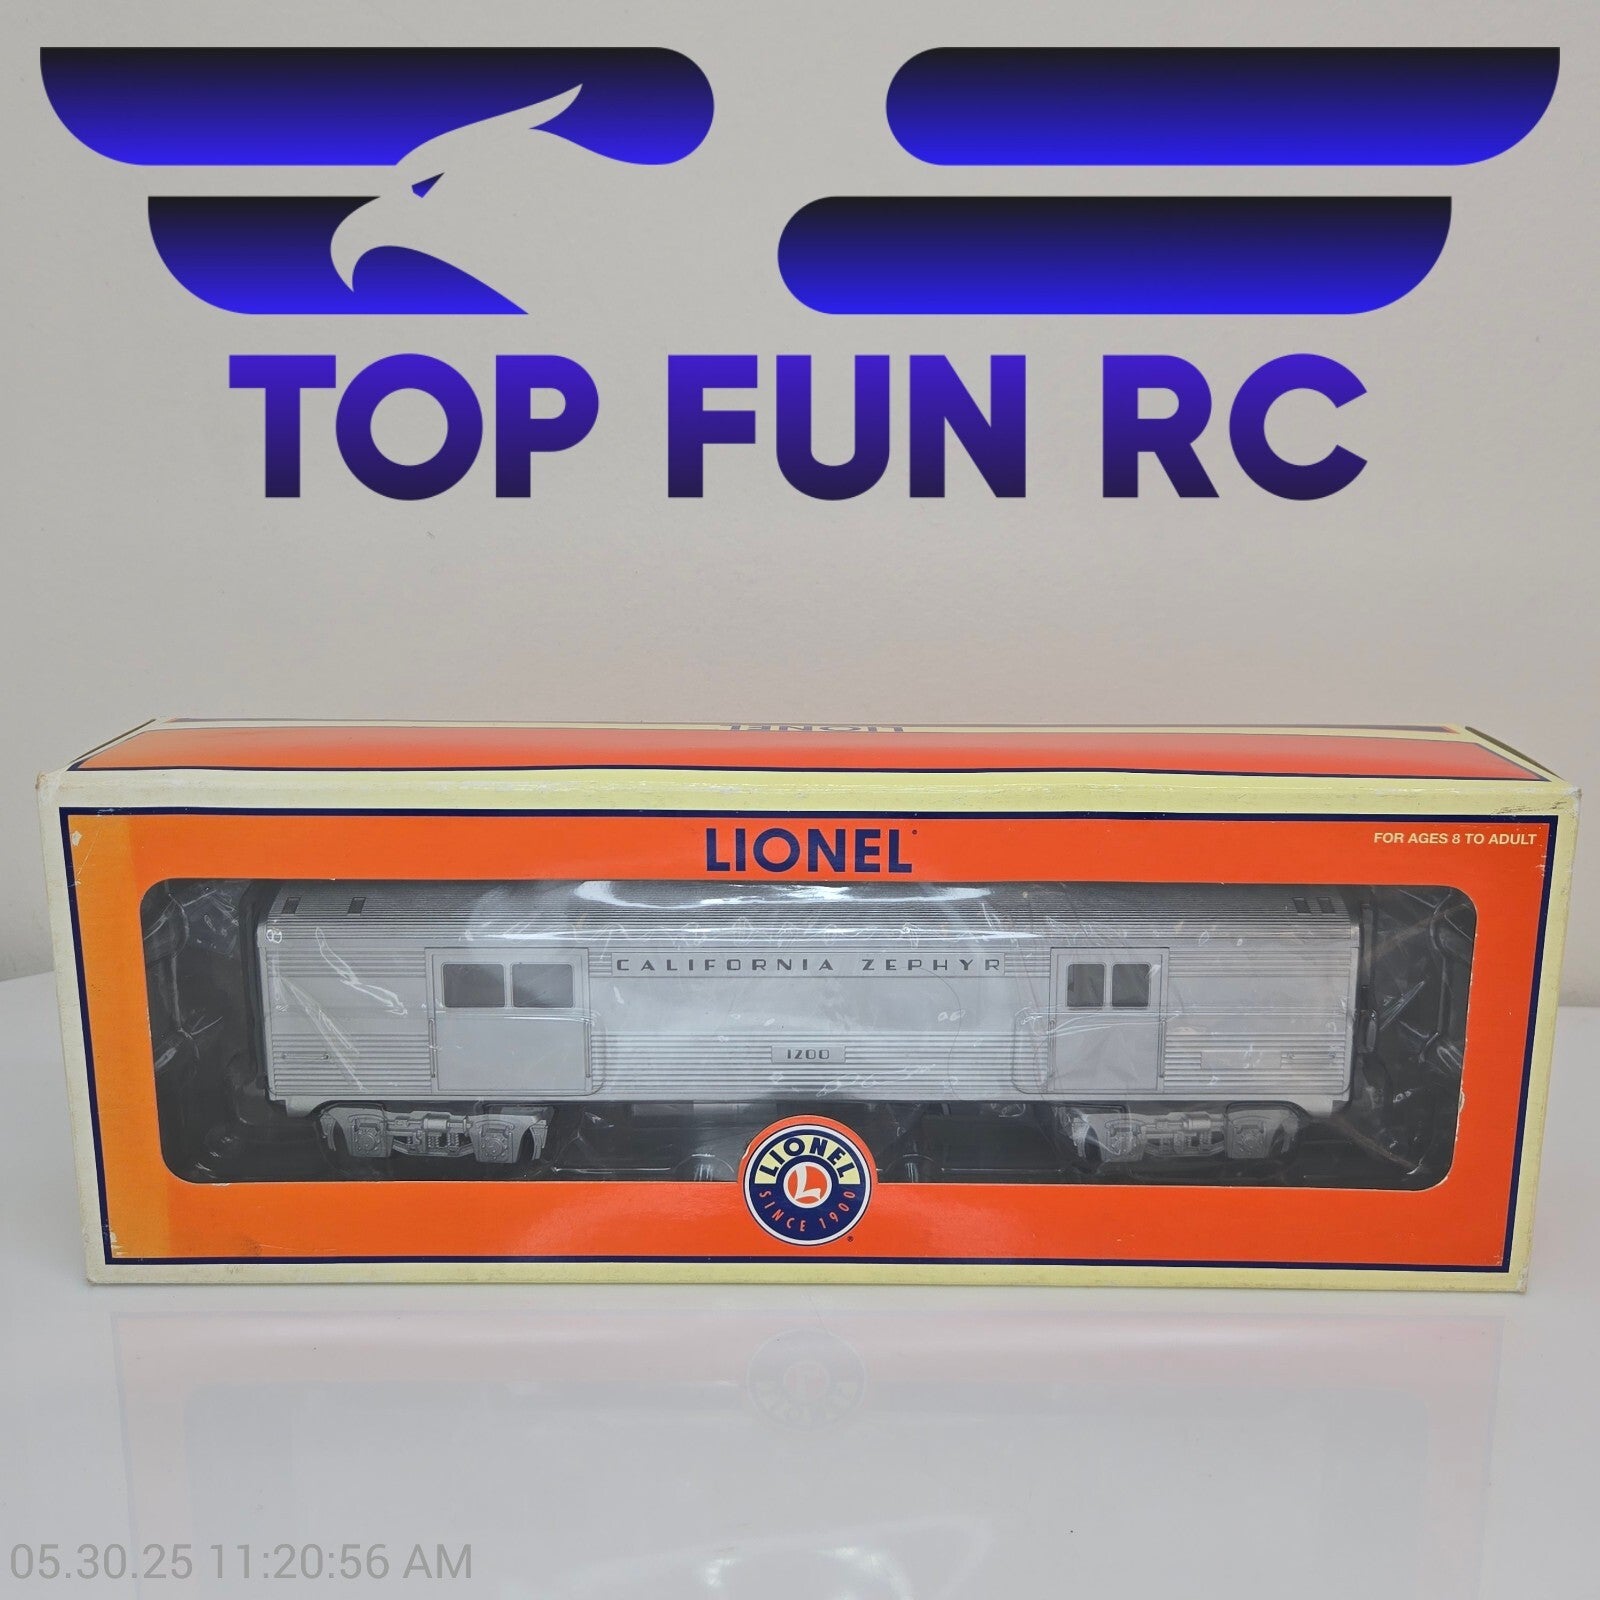 TOP FUN RC
LIONEL
LIONEL
FOR AGES 8 TO ADULT
CALIFORNIA ZEPHYR
1200
LIONEL
L
SINCE 1900
05.30.25 11:20:56 AM